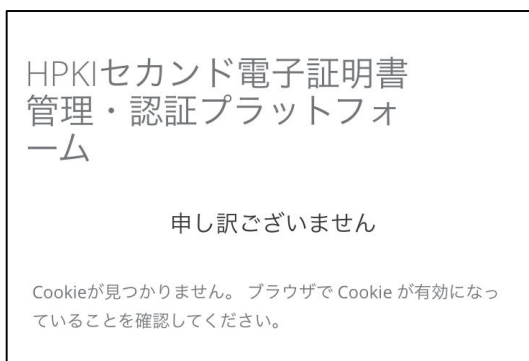 HPKIセカンド電子証明書
管理・認証プラットフォ
ーム
申し訳ございません
Cookieが見つかりません。 ブラウザで Cookie が有効になっ
ていることを確認してください。